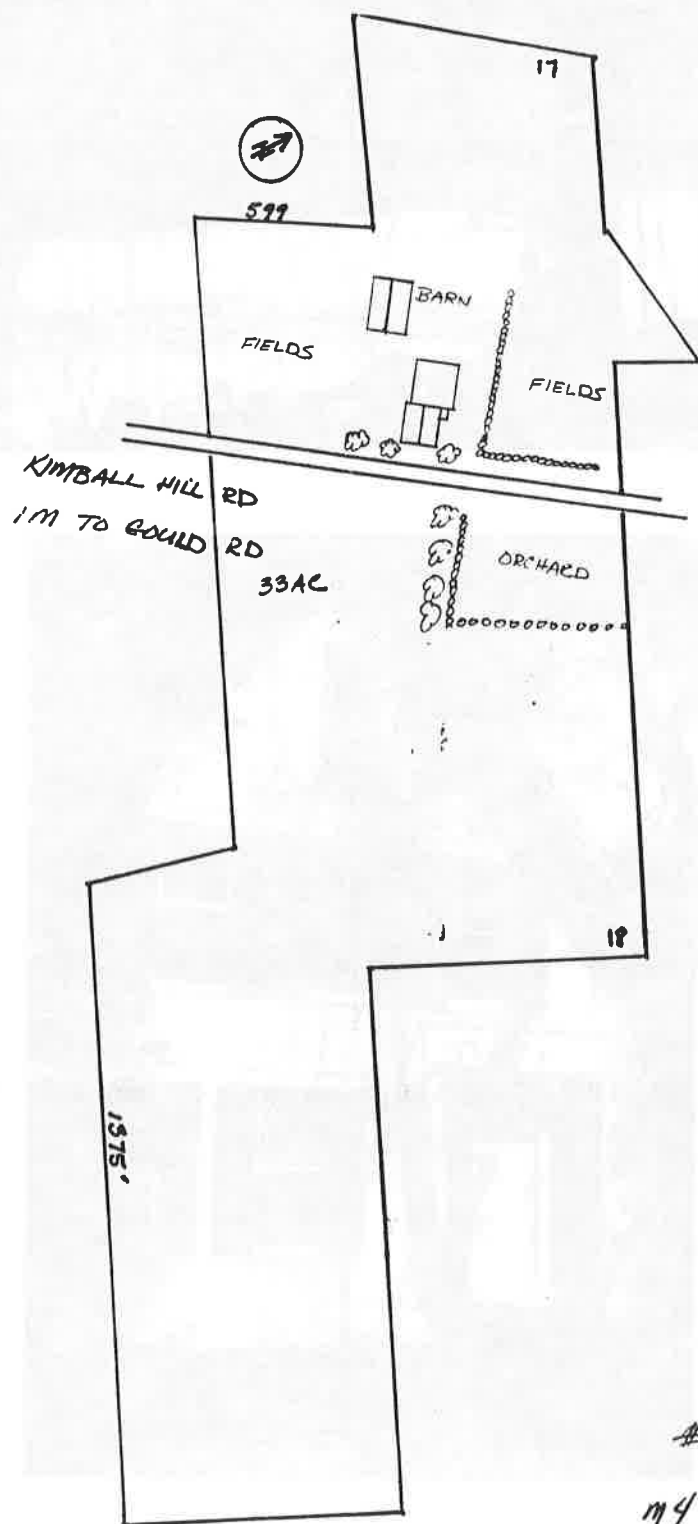 17
599
BARN
FIELDS
FIELDS
KIMBALL HILL RD
1M TO GOULD RD
33AC
ORCHARD
18
1375'
M4